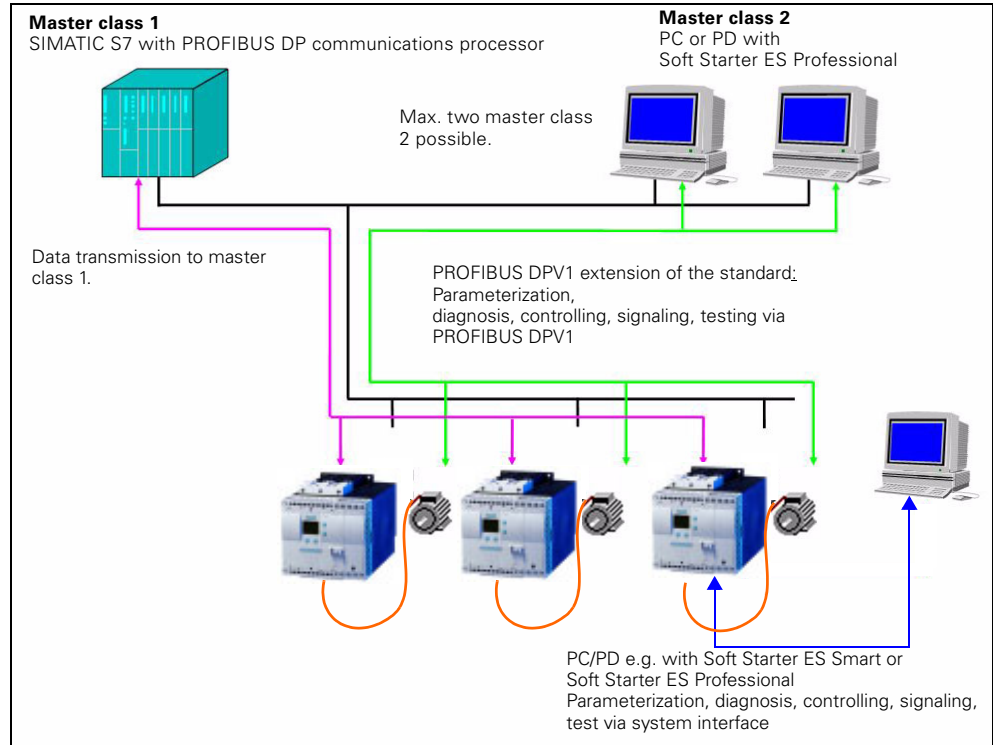 Master class 1
SIMATIC S7 with PROFIBUS DP communications processor
Master class 2
PC or PD with
Soft Starter ES Professional
Max. two master class
2 possible.
Data transmission to master
class 1.
PROFIBUS DPV1 extension of the standard:
Parameterization,
diagnosis, controlling, signaling, testing via
PROFIBUS DPV1
PC/PD e.g. with Soft Starter ES Smart or
Soft Starter ES Professional
Parameterization, diagnosis, controlling, signaling,
test via system interface